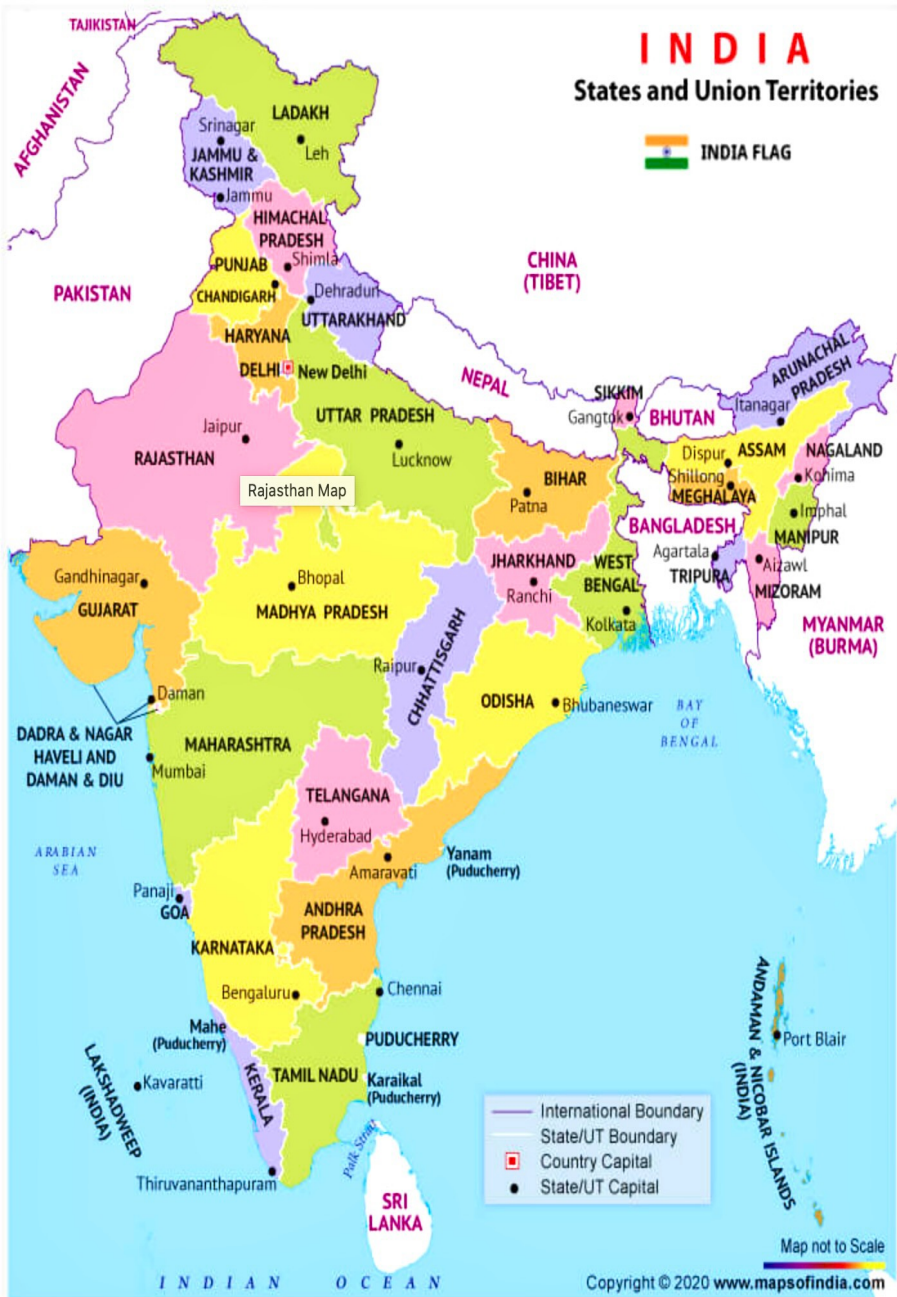 TAJIKISTAN
INDIA
States and Union Territories
INDIA FLAG
AFGHANISTAN
LADAKH
Leh
Srinagar
JAMMU &
KASHMIR
Jammu
HIMACHAL
PRADESH
Shimla
PUNJAB
CHANDIGARH
Dehradun
UTTARAKHAND
PAKISTAN
CHINA
(TIBET)
HARYANA
DELHI
New Delhi
NEPAL
UTTAR PRADESH
Lucknow
Jaipur
RAJASTHAN
Rajasthan Map
SIKKIM
Gangtok
BHUTAN
ARUNACHAL
PRADESH
Itanagar
Dispur
ASSAM
NAGALAND
Kohima
Shillong
MEGHALAYA
Imphal
MANIPUR
BIHAR
Patna
BANGLADESH
Agartala
TRIPURA
Aizawl
MIZORAM
MYANMAR
(BURMA)
JHARKHAND
Ranchi
WEST
BENGAL
Kolkata
Gandhinagar
GUJARAT
Bhopal
MADHYA PRADESH
CHHATTISGARH
Raipur
ODISHA
Bhubaneswar
BAY
OF
BENGAL
Daman
DADRA & NAGAR
HAVELI AND
DAMAN & DIU
MAHARASHTRA
Mumbai
TELANGANA
Hyderabad
ARABIAN
SEA
Yanam
(Puducherry)
Amaravati
Panaji
GOA
ANDHRA
PRADESH
KARNATAKA
Bengaluru
Chennai
Mahe
(Puducherry)
PUDUCHERRY
KERALA
TAMIL NADU
Karaikal
(Puducherry)
LAKSHADWEEP
(INDIA)
Kavaratti
Thiruvananthapuram
Palk Strait
SRI
LANKA
ANDAMAN & NICOBAR ISLANDS
(INDIA)
Port Blair
International Boundary
State/UT Boundary
Country Capital
State/UT Capital
Map not to Scale
INDIAN OCEAN
Copyright © 2020 www.mapsofindia.com